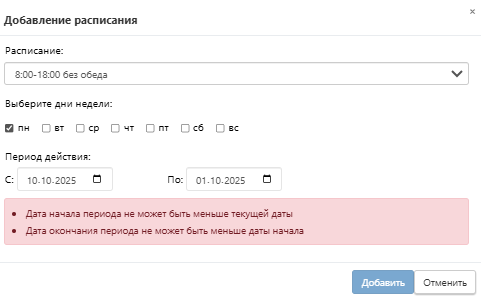 ×
Добавление расписания
Расписание:
8:00-18:00 без обеда
Выберите дни недели:
пн вт ср чт пт сб вс
Период действия:
С: 10.10.2025 По: 01.10.2025
Дата начала периода не может быть меньше текущей даты
Дата окончания периода не может быть меньше даты начала
Добавить Отменить